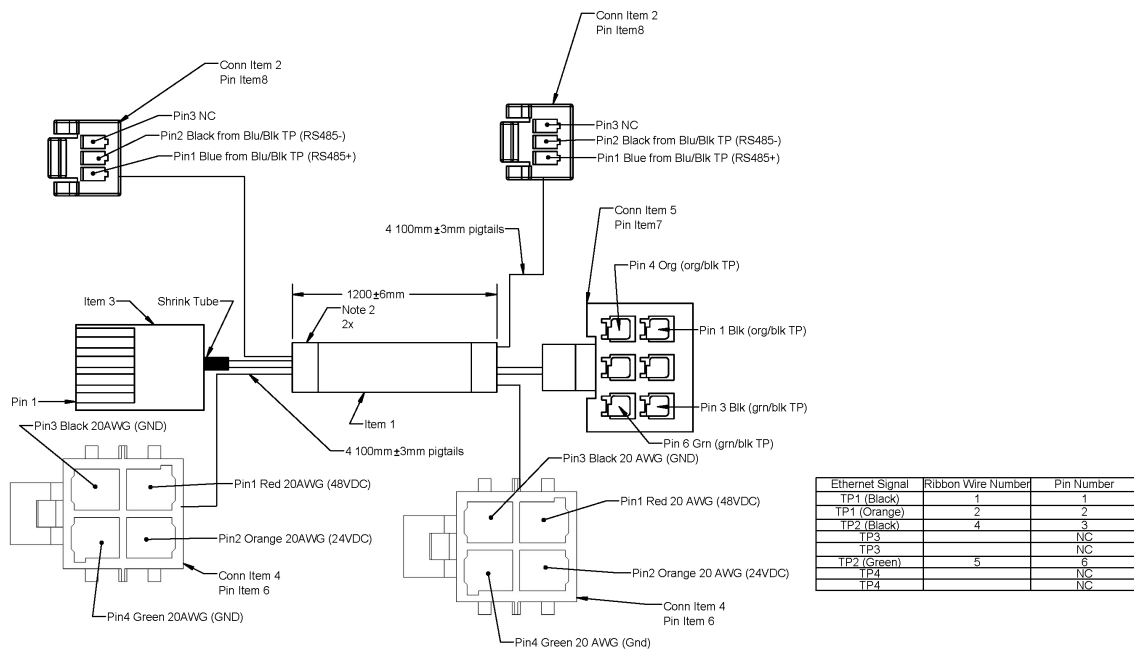 Conn Item 2
Pin Item8
Conn Item 2
Pin Item8
Pin3 NC
Pin2 Black from Blu/Blk TP (RS485-)
Pin1 Blue from Blu/Blk TP (RS485+)
Pin3 NC
Pin2 Black from Blu/Blk TP (RS485-)
Pin1 Blue from Blu/Blk TP (RS485+)
4 100mm±3mm pigtails
Conn Item 5
Pin Item7
Pin 4 Org (org/blk TP)
Item 3
Shrink Tube
1200±6mm
Note 2
2x
Pin 1 Blk (org/blk TP)
Pin 1
Item 1
Pin 3 Blk (grn/blk TP)
Pin 6 Grn (grn/blk TP)
4 100mm±3mm pigtails
Pin3 Black 20AWG (GND)
Pin1 Red 20AWG (48VDC)
Pin2 Orange 20AWG (24VDC)
Conn Item 4
Pin Item 6
Pin4 Green 20AWG (GND)
Pin3 Black 20 AWG (GND)
Pin1 Red 20 AWG (48VDC)
Pin2 Orange 20 AWG (24VDC)
Conn Item 4
Pin Item 6
Pin4 Green 20 AWG (Gnd)
Ethernet Signal Ribbon Wire Number Pin Number
TP1 (Black) 1 1
TP1 (Orange) 2 2
TP2 (Black) 4 3
TP3 NC
TP3 NC
TP2 (Green) 5 6
TP4 NC
TP4 NC